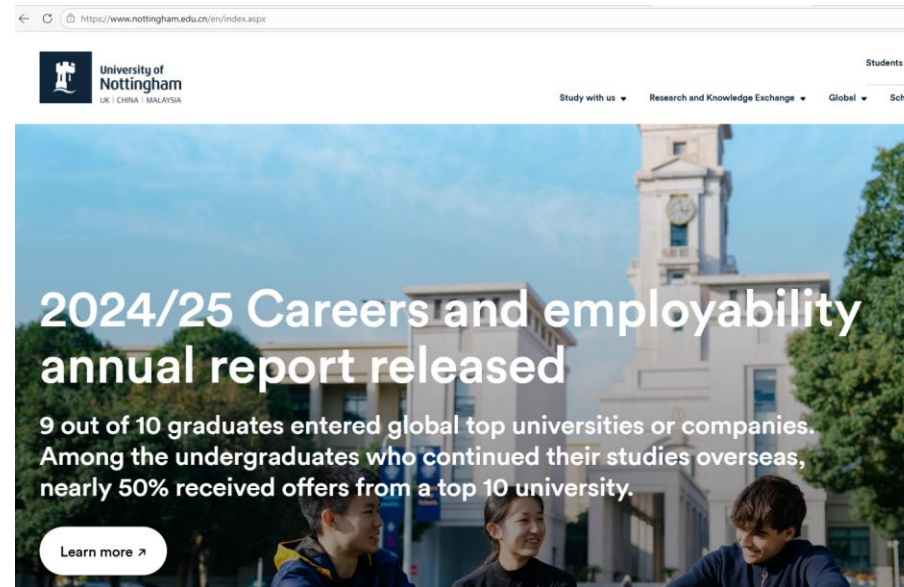 https://www.nottingham.edu.cn/en/index.aspx
University of
Nottingham
UK | CHINA | MALAYSIA
Students
Study with us
Research and Knowledge Exchange
Global
2024/25 Careers and employability
annual report released
9 out of 10 graduates entered global top universities or companies.
Among the undergraduates who continued their studies overseas,
nearly 50% received offers from a top 10 university.
Learn more ↗